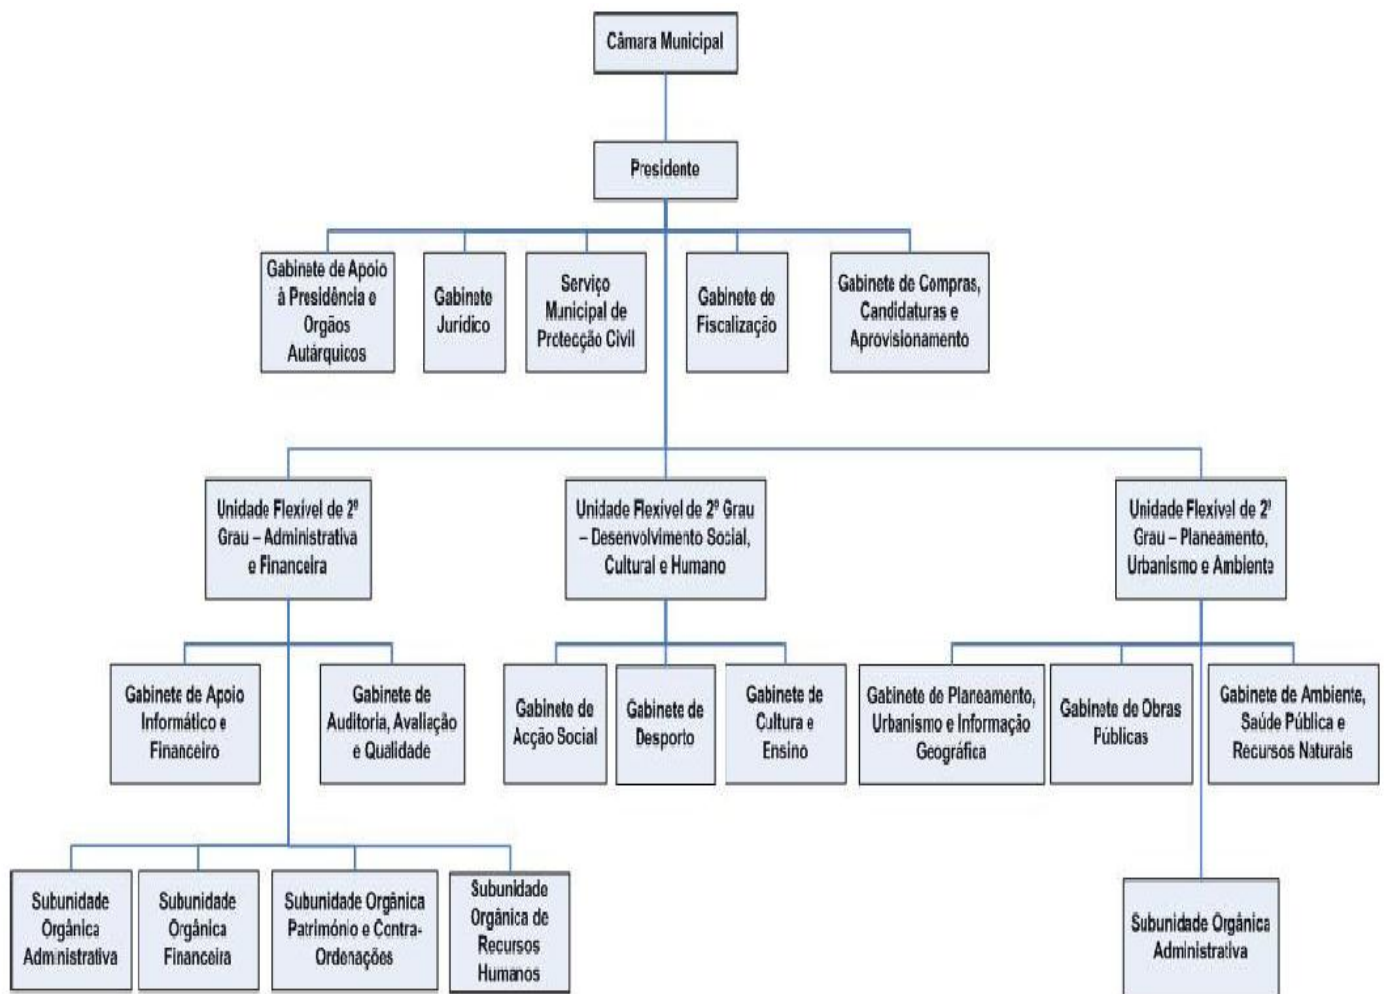 Câmara Municipal
Presidente
Gabinete de Apoio
à Presidência e
Orgãos
Autárquicos
Gabinete
Jurídico
Serviço
Municipal de
Protecção Civil
Gabinete de
Fiscalização
Gabinete de Compras,
Candidaturas e
Aprovisionamento
Unidade Flexível de 2º
Grau – Administrativa
e Financeira
Unidade Flexível de 2º Grau
– Desenvolvimento Social,
Cultural e Humano
Unidade Flexível de 2º
Grau – Planeamento,
Urbanismo e Ambiente
Gabinete de Apoio
Informático e
Financeiro
Gabinete de
Auditoria, Avaliação
e Qualidade
Gabinete de
Acção Social
Gabinete de
Desporto
Gabinete de
Cultura e
Ensino
Gabinete de Planeamento,
Urbanismo e Informação
Geográfica
Gabinete de Obras
Públicas
Gabinete de Ambiente,
Saúde Pública e
Recursos Naturais
Subunidade
Orgânica
Administrativa
Subunidade
Orgânica
Financeira
Subunidade Orgânica
Património e Contra-
Ordenações
Subunidade
Orgânica de
Recursos
Humanos
Subunidade Orgânica
Administrativa